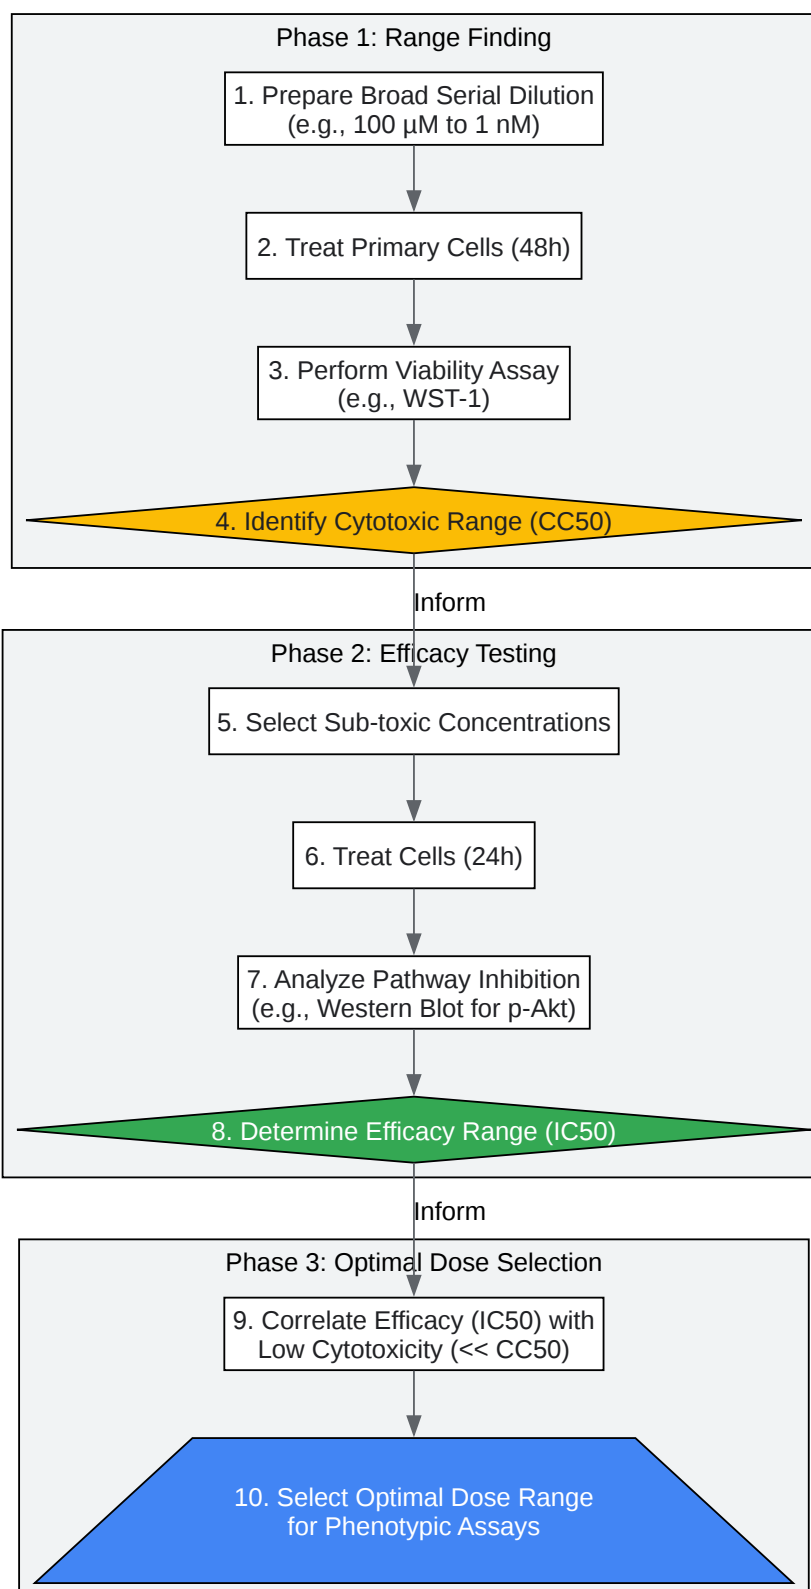 Phase 1: Range Finding
1. Prepare Broad Serial Dilution
(e.g., 100 µM to 1 nM)
2. Treat Primary Cells (48h)
3. Perform Viability Assay
(e.g., WST-1)
4. Identify Cytotoxic Range (CC50)
Inform
Phase 2: Efficacy Testing
5. Select Sub-toxic Concentrations
6. Treat Cells (24h)
7. Analyze Pathway Inhibition
(e.g., Western Blot for p-Akt)
8. Determine Efficacy Range (IC50)
Inform
Phase 3: Optimal Dose Selection
9. Correlate Efficacy (IC50) with
Low Cytotoxicity (<< CC50)
10. Select Optimal Dose Range
for Phenotypic Assays